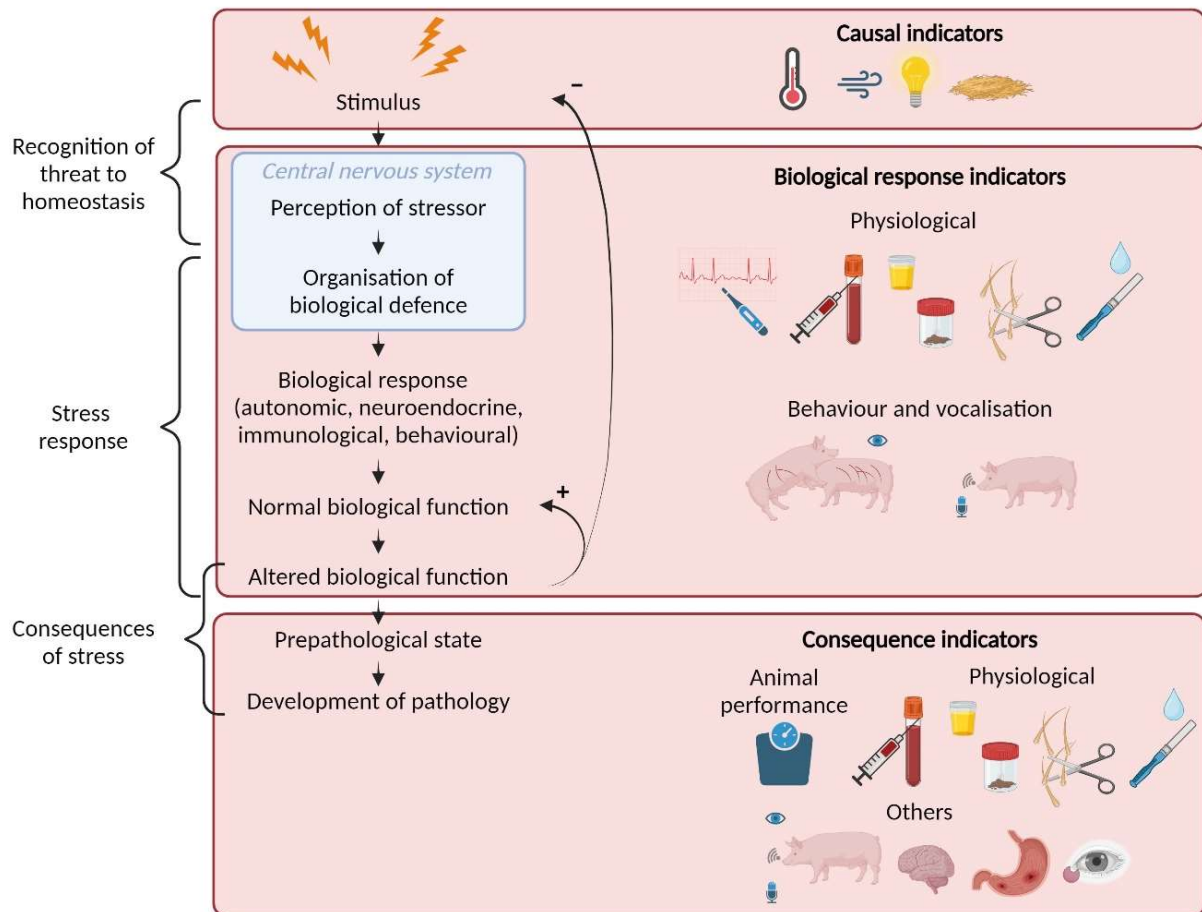 Causal indicators
Stimulus
–
Recognition of
threat to
homeostasis
Central nervous system
Perception of stressor
Organisation of
biological defence
Biological response
(autonomic, neuroendocrine,
immunological, behavioural)
Normal biological function
+
Altered biological function
Stress
response
Biological response indicators
Physiological
Behaviour and vocalisation
Consequences
of stress
Prepathological state
Development of pathology
Consequence indicators
Animal
performance
Physiological
Others